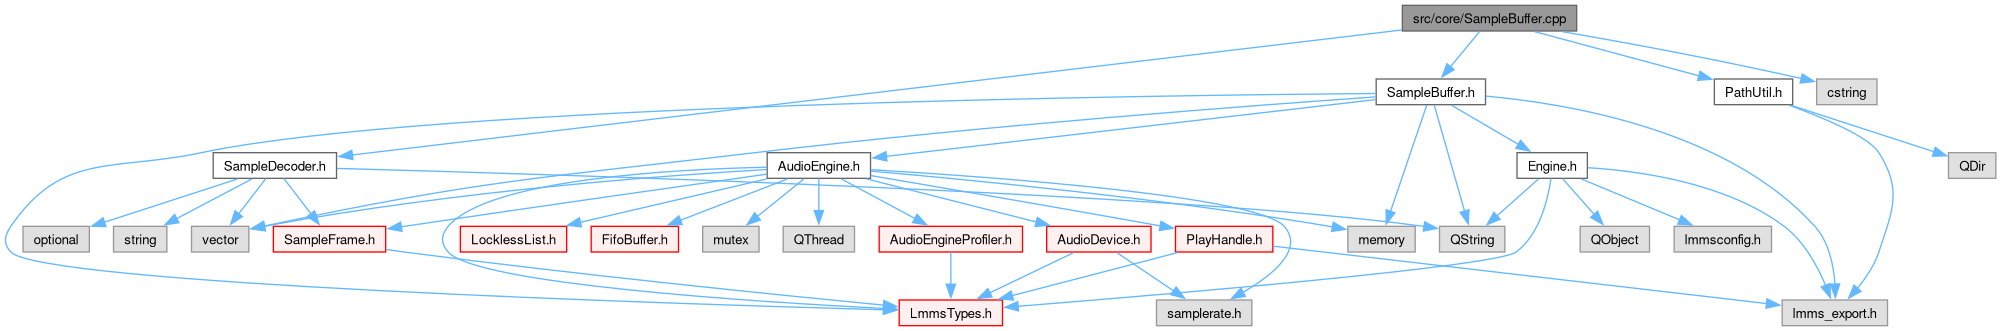 src/core/SampleBuffer.cpp
SampleBuffer.h
PathUtil.h
cstring
SampleDecoder.h
AudioEngine.h
Engine.h
QDir
optional
string
vector
SampleFrame.h
LocklessList.h
FifoBuffer.h
mutex
QThread
AudioEngineProfiler.h
AudioDevice.h
PlayHandle.h
memory
QString
QObject
lmmsconfig.h
LmmsTypes.h
samplerate.h
lmms_export.h